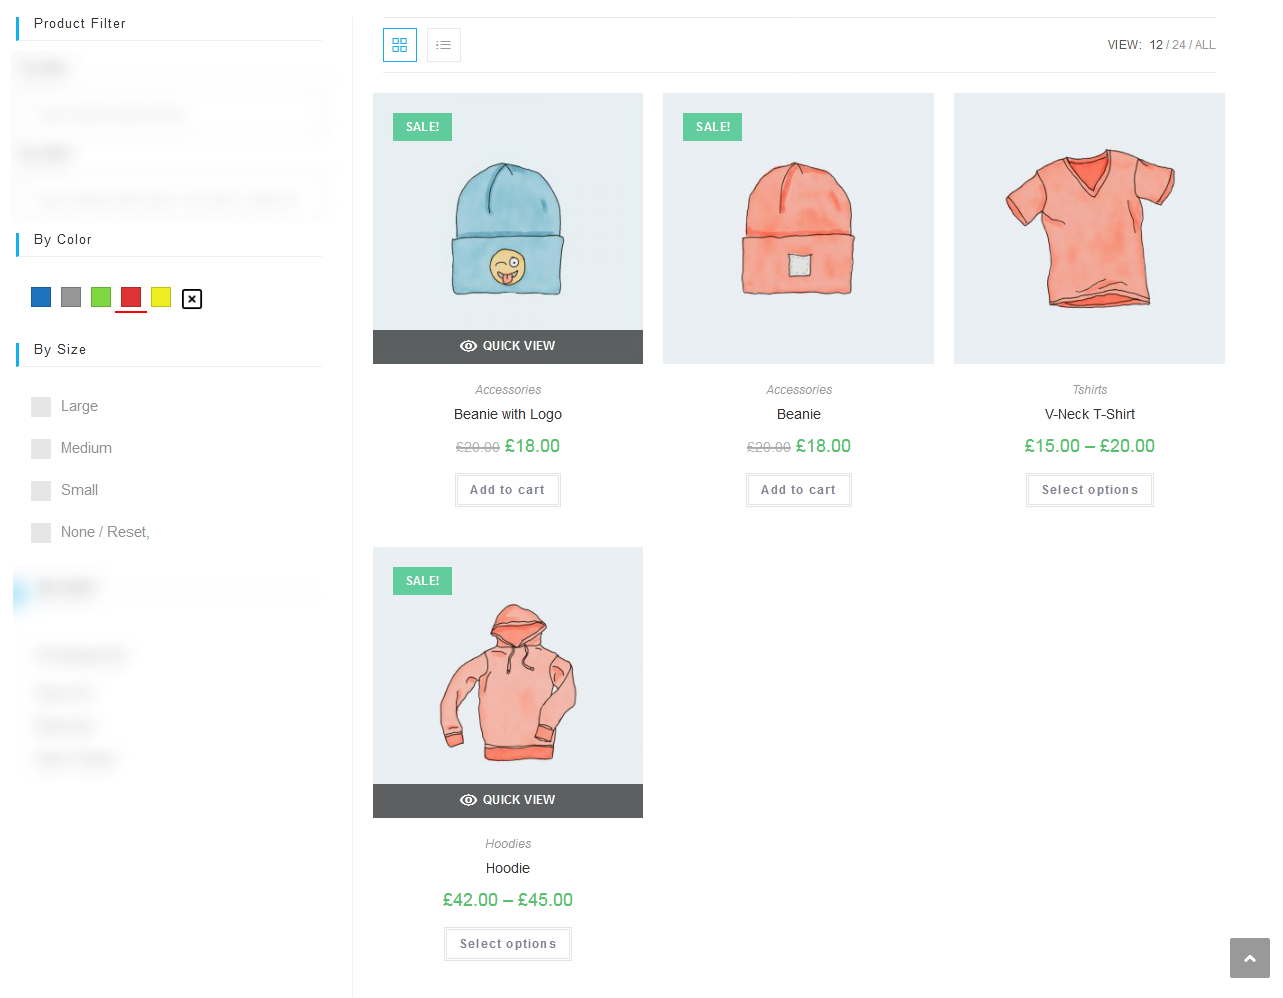 Product Filter
By Color
By Size
Large
Medium
Small
None / Reset,
VIEW: 12 / 24 / ALL
SALE!
QUICK VIEW
Accessories
Beanie with Logo
£20.00 £18.00
Add to cart
SALE!
Accessories
Beanie
£20.00 £18.00
Add to cart
Tshirts
V-Neck T-Shirt
£15.00 – £20.00
Select options
SALE!
QUICK VIEW
Hoodies
Hoodie
£42.00 – £45.00
Select options